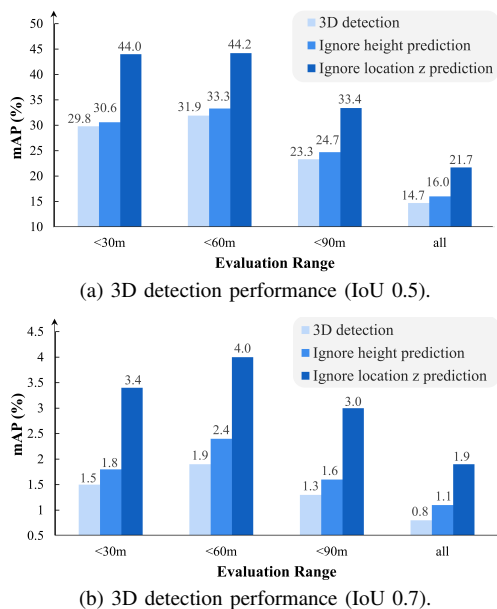 50
45
40
35
30
25
20
15
10
mAP (%)
3D detection
Ignore height prediction
Ignore location z prediction
29.8 30.6 44.0
31.9 33.3 44.2
23.3 24.7 33.4
14.7 16.0 21.7
<30m <60m <90m all
Evaluation Range
(a) 3D detection performance (IoU 0.5).
4.5
4
3.5
3
2.5
2
1.5
1
0.5
mAP (%)
3D detection
Ignore height prediction
Ignore location z prediction
1.5 1.8 3.4
1.9 2.4 4.0
1.3 1.6 3.0
0.8 1.1 1.9
<30m <60m <90m all
Evaluation Range
(b) 3D detection performance (IoU 0.7).